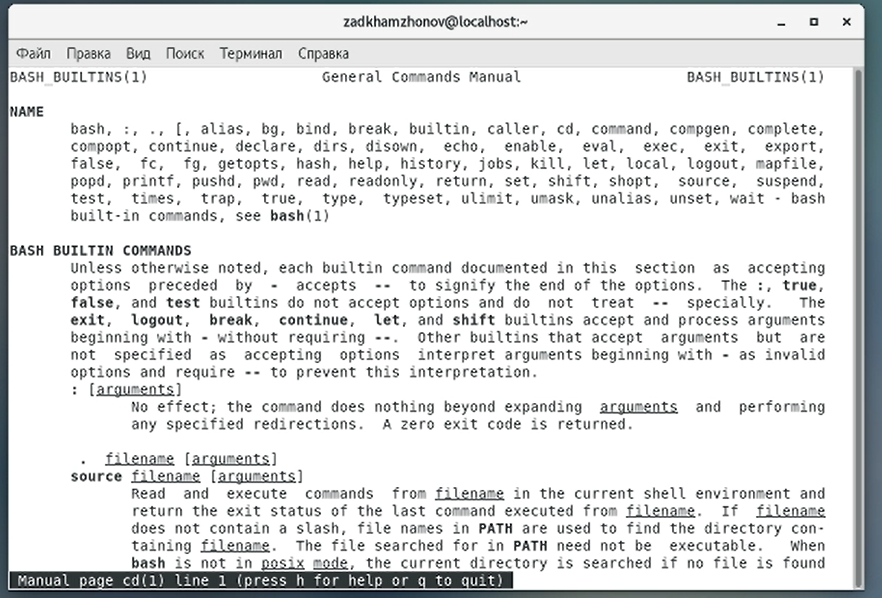 zadkhamzhonov@localhost:~
Файл Правка Вид Поиск Терминал Справка
BASH_BUILTINS(1) General Commands Manual BASH_BUILTINS(1)
NAME
bash, :, ., [, alias, bg, bind, break, builtin, caller, cd, command, compgen, complete,
compopt, continue, declare, dirs, disown, echo, enable, eval, exec, exit, export,
false, fc, fg, getopts, hash, help, history, jobs, kill, let, local, logout, mapfile,
popd, printf, pushd, pwd, read, readonly, return, set, shift, shopt, source, suspend,
test, times, trap, true, type, typeset, ulimit, umask, unalias, unset, wait - bash
built-in commands, see bash(1)
BASH BUILTIN COMMANDS
Unless otherwise noted, each builtin command documented in this section as accepting
options preceded by - accepts -- to signify the end of the options. The :, true,
false, and test builtins do not accept options and do not treat -- specially. The
exit, logout, break, continue, let, and shift builtins accept and process arguments
beginning with - without requiring --. Other builtins that accept arguments but are
not specified as accepting options interpret arguments beginning with - as invalid
options and require -- to prevent this interpretation.
: [arguments]
No effect; the command does nothing beyond expanding arguments and performing
any specified redirections. A zero exit code is returned.
. filename [arguments]
source filename [arguments]
Read and execute commands from filename in the current shell environment and
return the exit status of the last command executed from filename. If filename
does not contain a slash, file names in PATH are used to find the directory con-
taining filename. The file searched for in PATH need not be executable. When
bash is not in posix mode, the current directory is searched if no file is found
Manual page cd(1) line 1 (press h for help or q to quit)